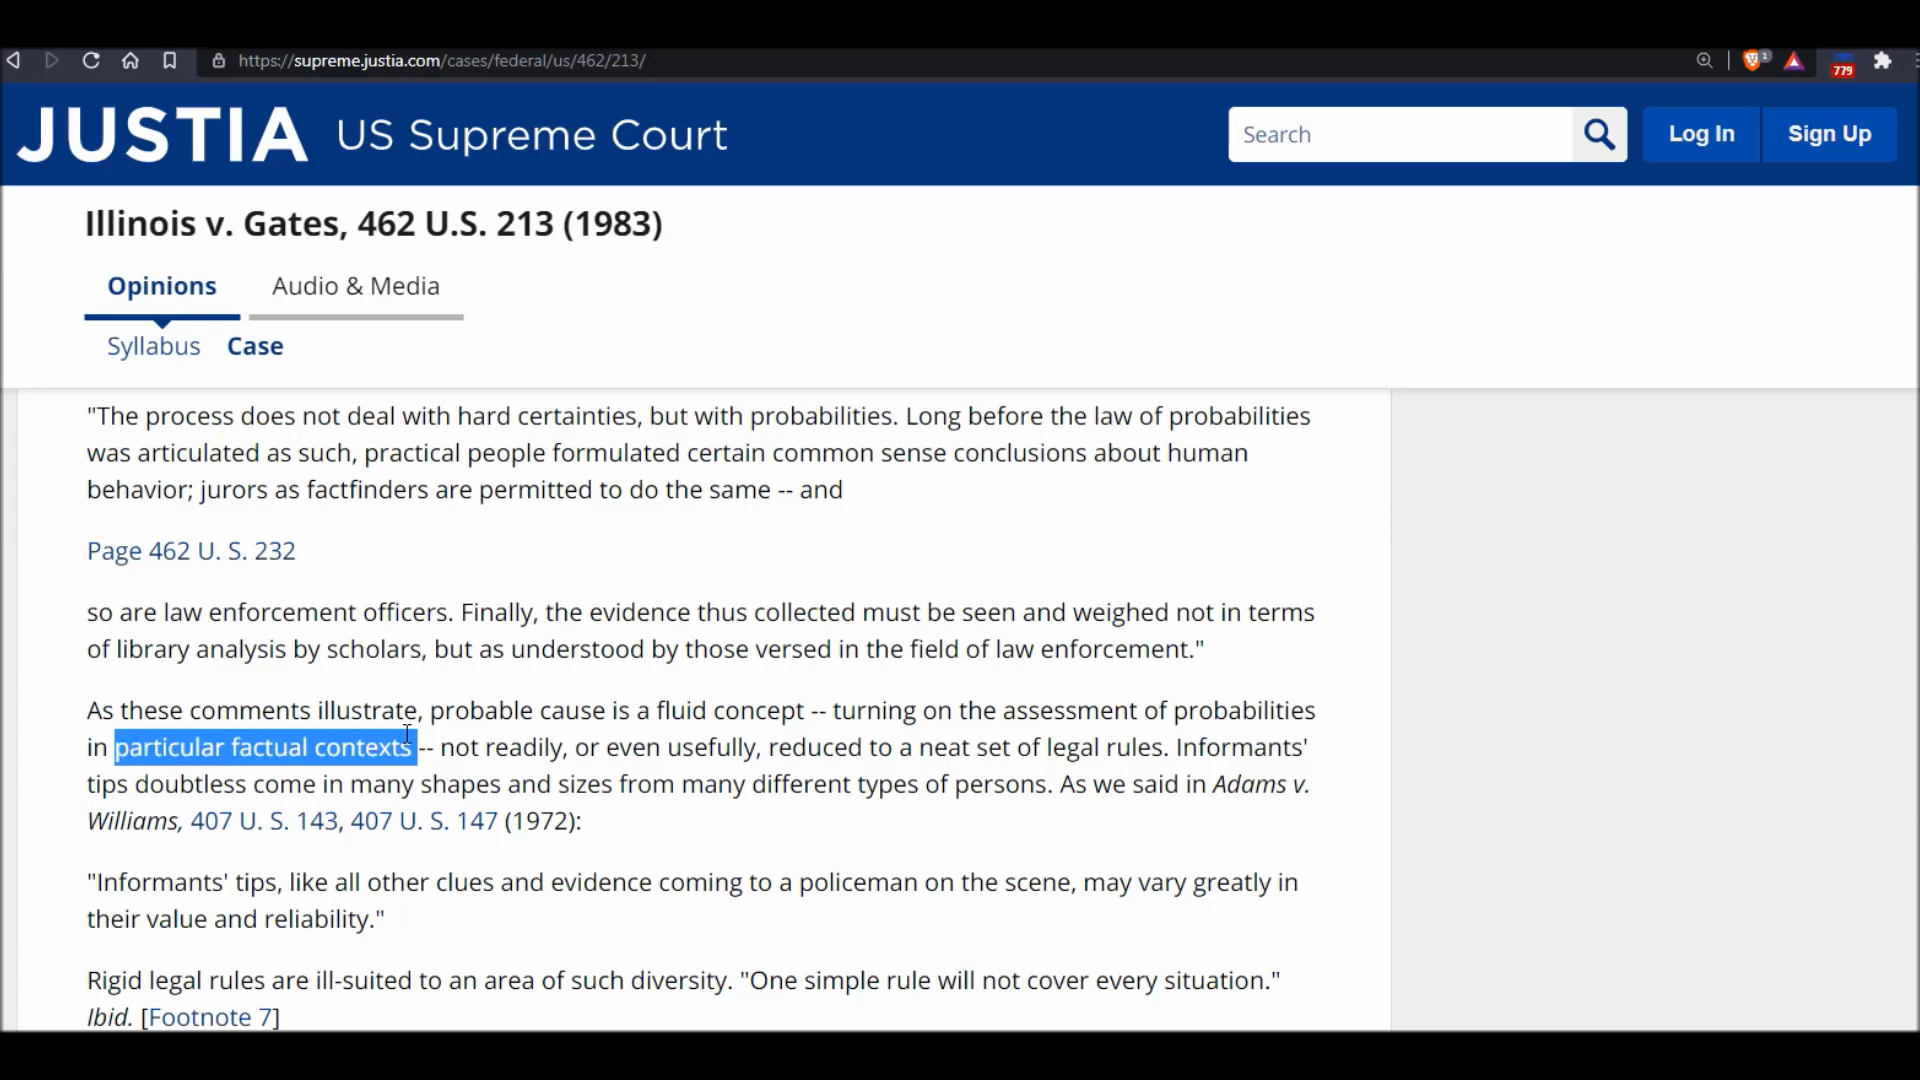 https://supreme.justia.com/cases/federal/us/462/213/
1
779
JUSTIA US Supreme Court
Search
Log In
Sign Up
Illinois v. Gates, 462 U.S. 213 (1983)
Opinions
Audio & Media
Syllabus
Case
"The process does not deal with hard certainties, but with probabilities. Long before the law of probabilities
was articulated as such, practical people formulated certain common sense conclusions about human
behavior; jurors as factfinders are permitted to do the same -- and
Page 462 U. S. 232
so are law enforcement officers. Finally, the evidence thus collected must be seen and weighed not in terms
of library analysis by scholars, but as understood by those versed in the field of law enforcement."
As these comments illustrate, probable cause is a fluid concept -- turning on the assessment of probabilities
in particular factual contexts -- not readily, or even usefully, reduced to a neat set of legal rules. Informants'
tips doubtless come in many shapes and sizes from many different types of persons. As we said in Adams v.
Williams, 407 U. S. 143, 407 U. S. 147 (1972):
"Informants' tips, like all other clues and evidence coming to a policeman on the scene, may vary greatly in
their value and reliability."
Rigid legal rules are ill-suited to an area of such diversity. "One simple rule will not cover every situation."
Ibid. [Footnote 7]